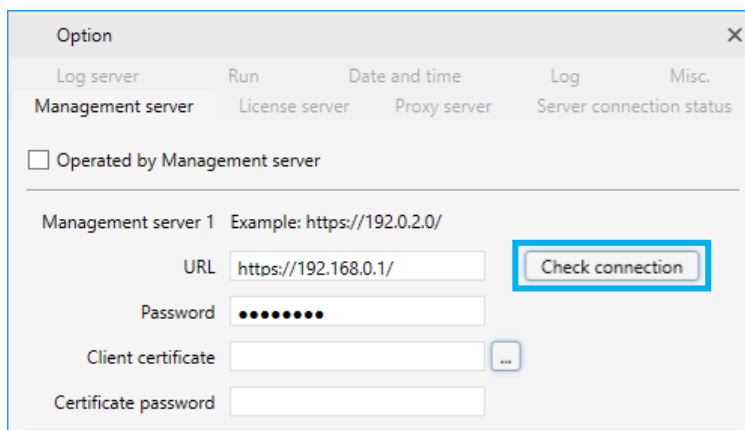 Option
Log server Run Date and time Log Misc.
Management server License server Proxy server Server connection status
Operated by Management server
Management server 1 Example: https://192.0.2.0/
URL https://192.168.0.1/ Check connection
Password ●●●●●●●●
Client certificate ...
Certificate password